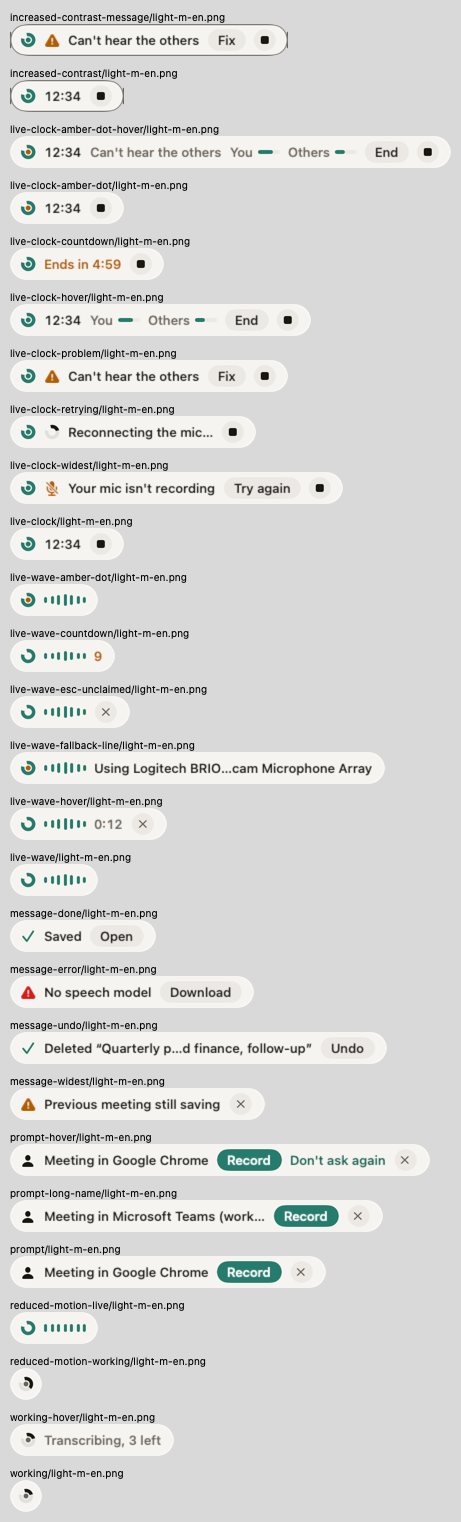 increased-contrast-message/light-m-en.png
Can't hear the others Fix
increased-contrast/light-m-en.png
12:34
live-clock-amber-dot-hover/light-m-en.png
12:34 Can't hear the others You Others End
live-clock-amber-dot/light-m-en.png
12:34
live-clock-countdown/light-m-en.png
Ends in 4:59
live-clock-hover/light-m-en.png
12:34 You Others End
live-clock-problem/light-m-en.png
Can't hear the others Fix
live-clock-retrying/light-m-en.png
Reconnecting the mic...
live-clock-widest/light-m-en.png
Your mic isn't recording Try again
live-clock/light-m-en.png
12:34
live-wave-amber-dot/light-m-en.png
live-wave-countdown/light-m-en.png
9
live-wave-esc-unclaimed/light-m-en.png
live-wave-fallback-line/light-m-en.png
Using Logitech BRIO...cam Microphone Array
live-wave-hover/light-m-en.png
0:12
live-wave/light-m-en.png
message-done/light-m-en.png
Saved Open
message-error/light-m-en.png
No speech model Download
message-undo/light-m-en.png
Deleted “Quarterly p...d finance, follow-up” Undo
message-widest/light-m-en.png
Previous meeting still saving
prompt-hover/light-m-en.png
Meeting in Google Chrome Record Don't ask again
prompt-long-name/light-m-en.png
Meeting in Microsoft Teams (work... Record
prompt/light-m-en.png
Meeting in Google Chrome Record
reduced-motion-live/light-m-en.png
reduced-motion-working/light-m-en.png
working-hover/light-m-en.png
Transcribing, 3 left
working/light-m-en.png